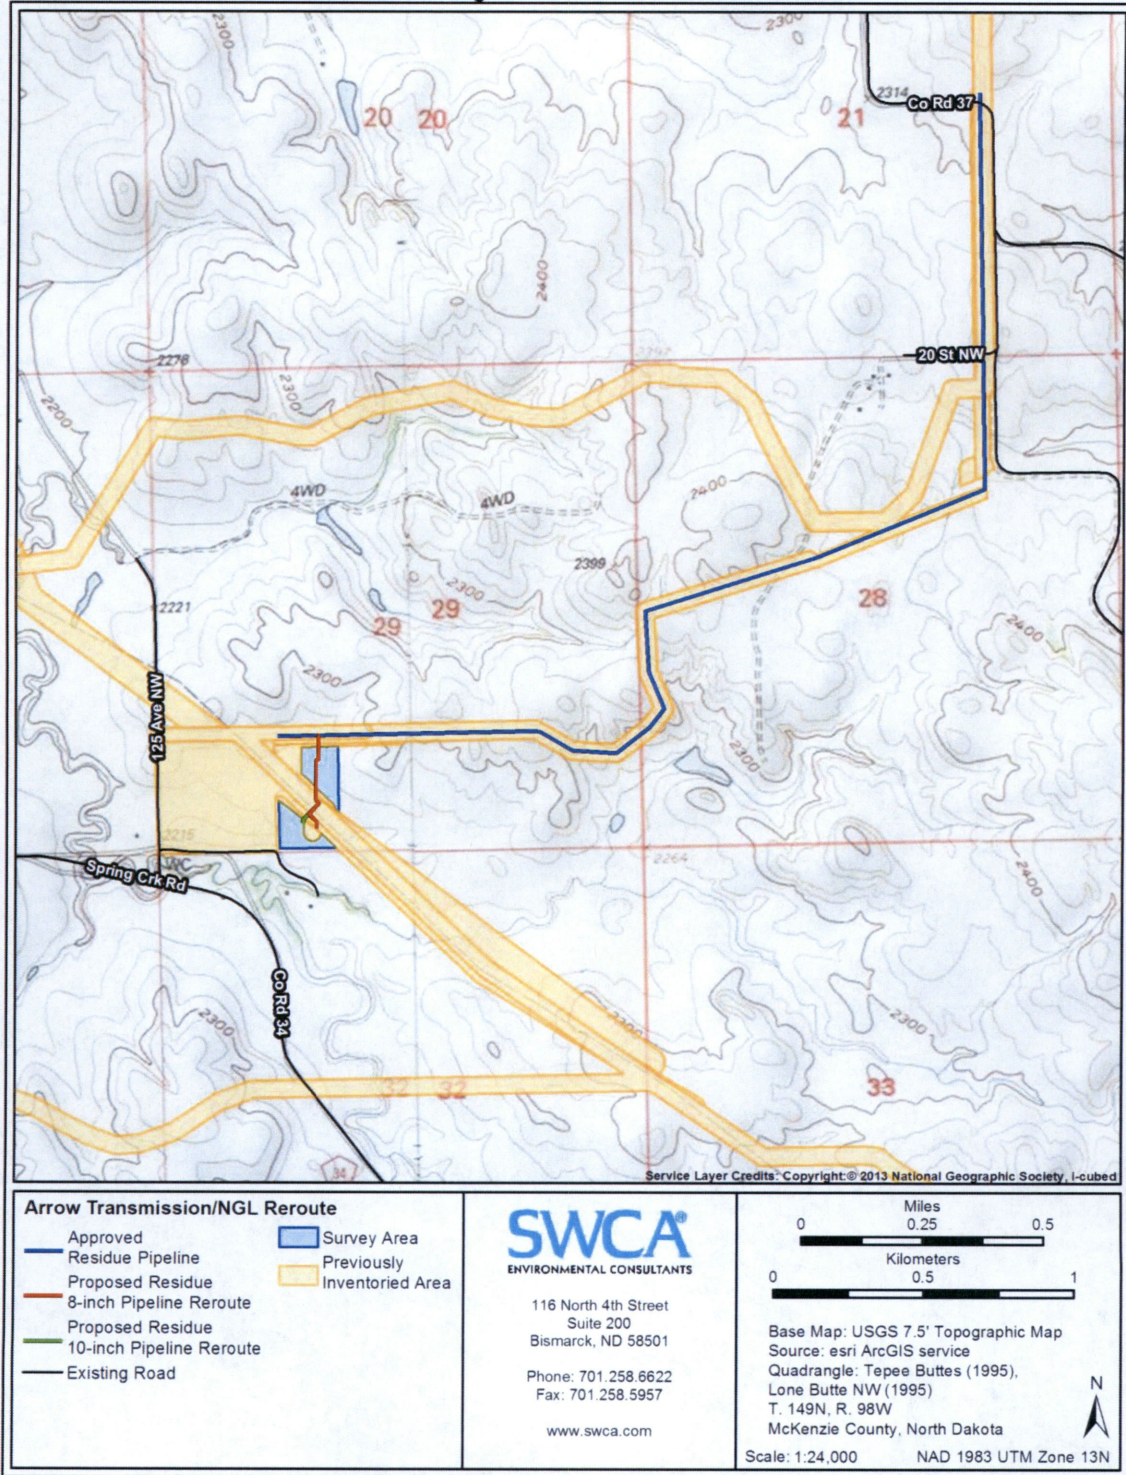 2300
2300
2314
Co Rd 37
20 20
21
2400
2276
2297
20 St NW
2300
2200
4WD
4WD
2400
2399
2300
2221
29
29
28
2400
2300
125 Ave NW
2300
2215
2264
Spring Crk Rd
2400
Co Rd 34
2300
2300
2300
32 32
33
34
Service Layer Credits: Copyright:© 2013 National Geographic Society, i-cubed
Arrow Transmission/NGL Reroute
Approved
Residue Pipeline
Proposed Residue
8-inch Pipeline Reroute
Proposed Residue
10-inch Pipeline Reroute
Existing Road
Survey Area
Previously
Inventoried Area
SWCA®
ENVIRONMENTAL CONSULTANTS
116 North 4th Street
Suite 200
Bismarck, ND 58501
Phone: 701.258.6622
Fax: 701.258.5957
www.swca.com
Miles
0 0.25 0.5
Kilometers
0 0.5 1
Base Map: USGS 7.5' Topographic Map
Source: esri ArcGIS service
Quadrangle: Tepee Buttes (1995),
Lone Butte NW (1995)
T. 149N, R. 98W
McKenzie County, North Dakota
N
Scale: 1:24,000 NAD 1983 UTM Zone 13N